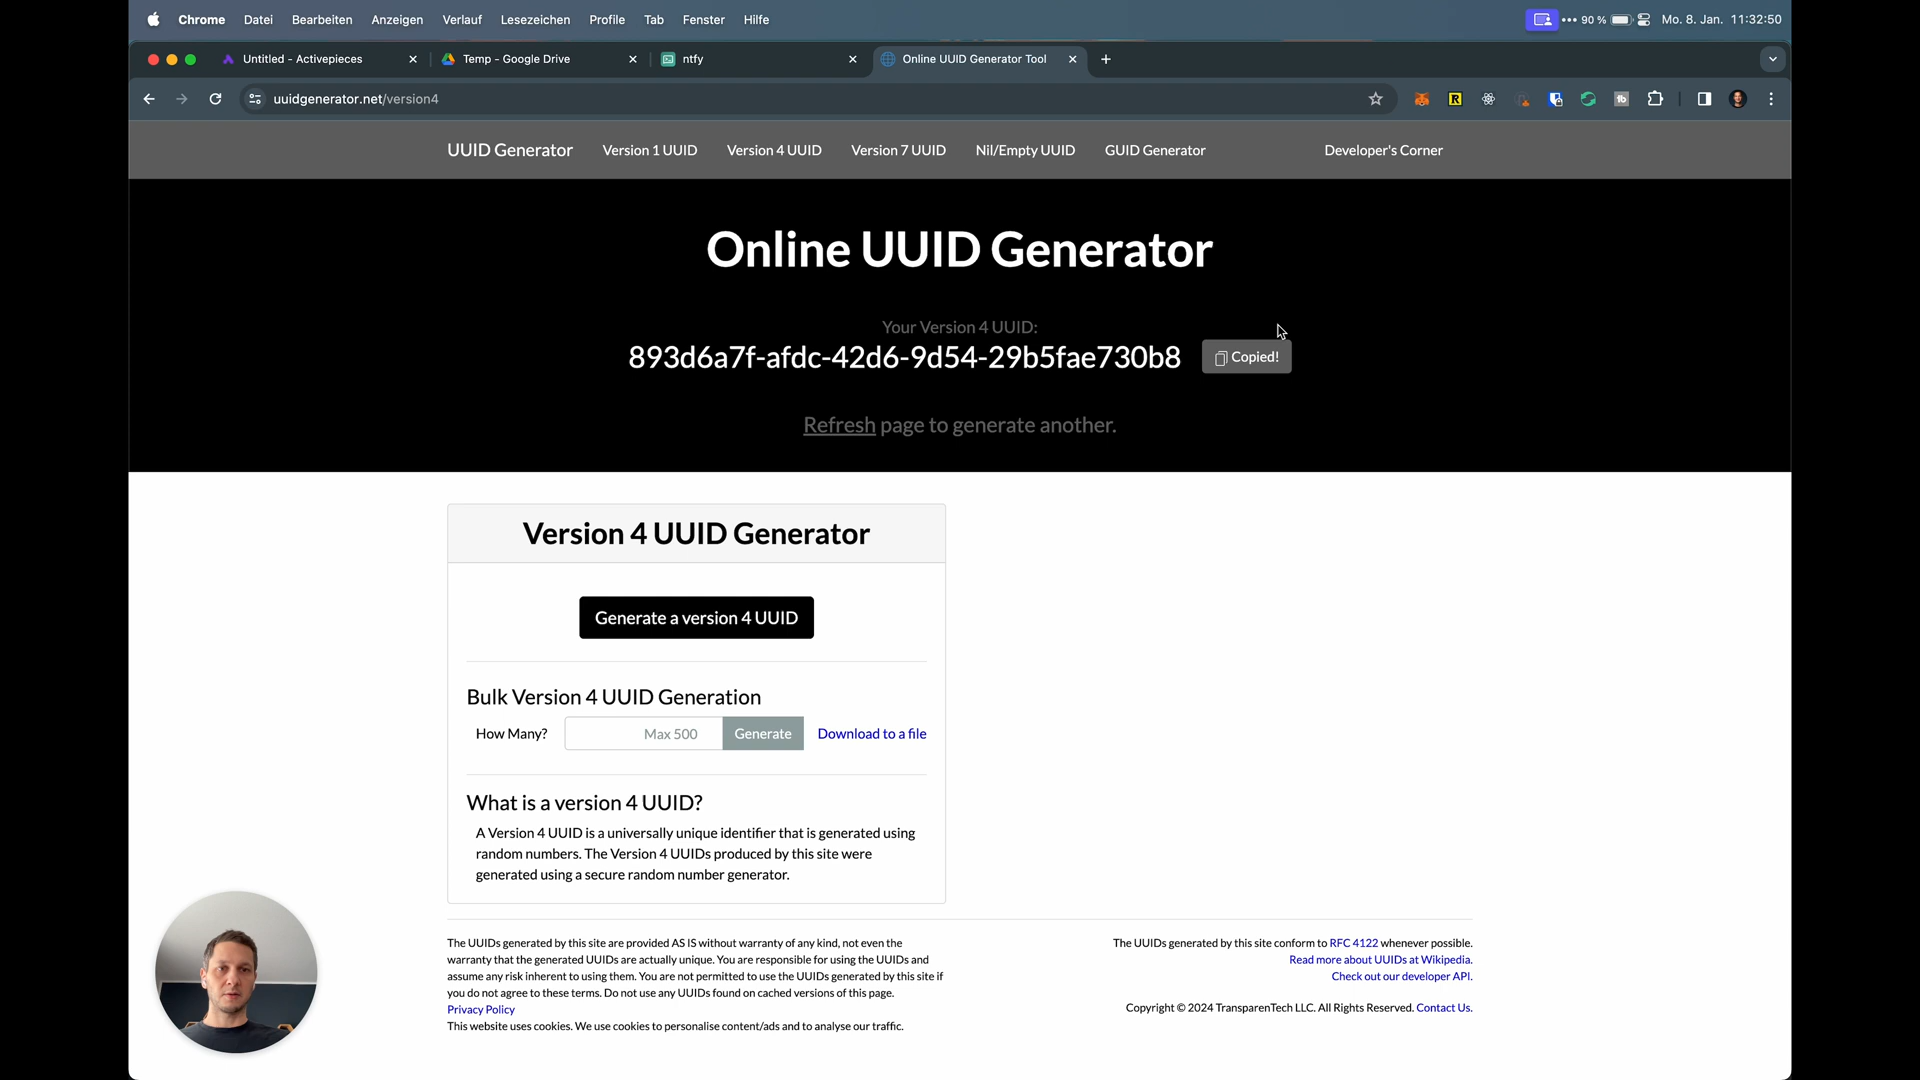 Chrome Datei Bearbeiten Anzeigen Verlauf Lesezeichen Profile Tab Fenster Hilfe 90 % Mo. 8. Jan. 11:32:50
Untitled - Activepieces Temp - Google Drive ntfy Online UUID Generator Tool
uuidgenerator.net/version4
UUID Generator Version 1 UUID Version 4 UUID Version 7 UUID Nil/Empty UUID GUID Generator Developer's Corner
Online UUID Generator
Your Version 4 UUID:
893d6a7f-afdc-42d6-9d54-29b5fae730b8 Copied!
Refresh page to generate another.
Version 4 UUID Generator
Generate a version 4 UUID
Bulk Version 4 UUID Generation
How Many? Max 500 Generate Download to a file
What is a version 4 UUID?
A Version 4 UUID is a universally unique identifier that is generated using
random numbers. The Version 4 UUIDs produced by this site were
generated using a secure random number generator.
The UUIDs generated by this site are provided AS IS without warranty of any kind, not even the
warranty that the generated UUIDs are actually unique. You are responsible for using the UUIDs and
assume any risk inherent to using them. You are not permitted to use the UUIDs generated by this site if
you do not agree to these terms. Do not use any UUIDs found on cached versions of this page.
Privacy Policy
This website uses cookies. We use cookies to personalise content/ads and to analyse our traffic.
The UUIDs generated by this site conform to RFC 4122 whenever possible.
Read more about UUIDs at Wikipedia.
Check out our developer API.
Copyright © 2024 TransparenTech LLC. All Rights Reserved. Contact Us.